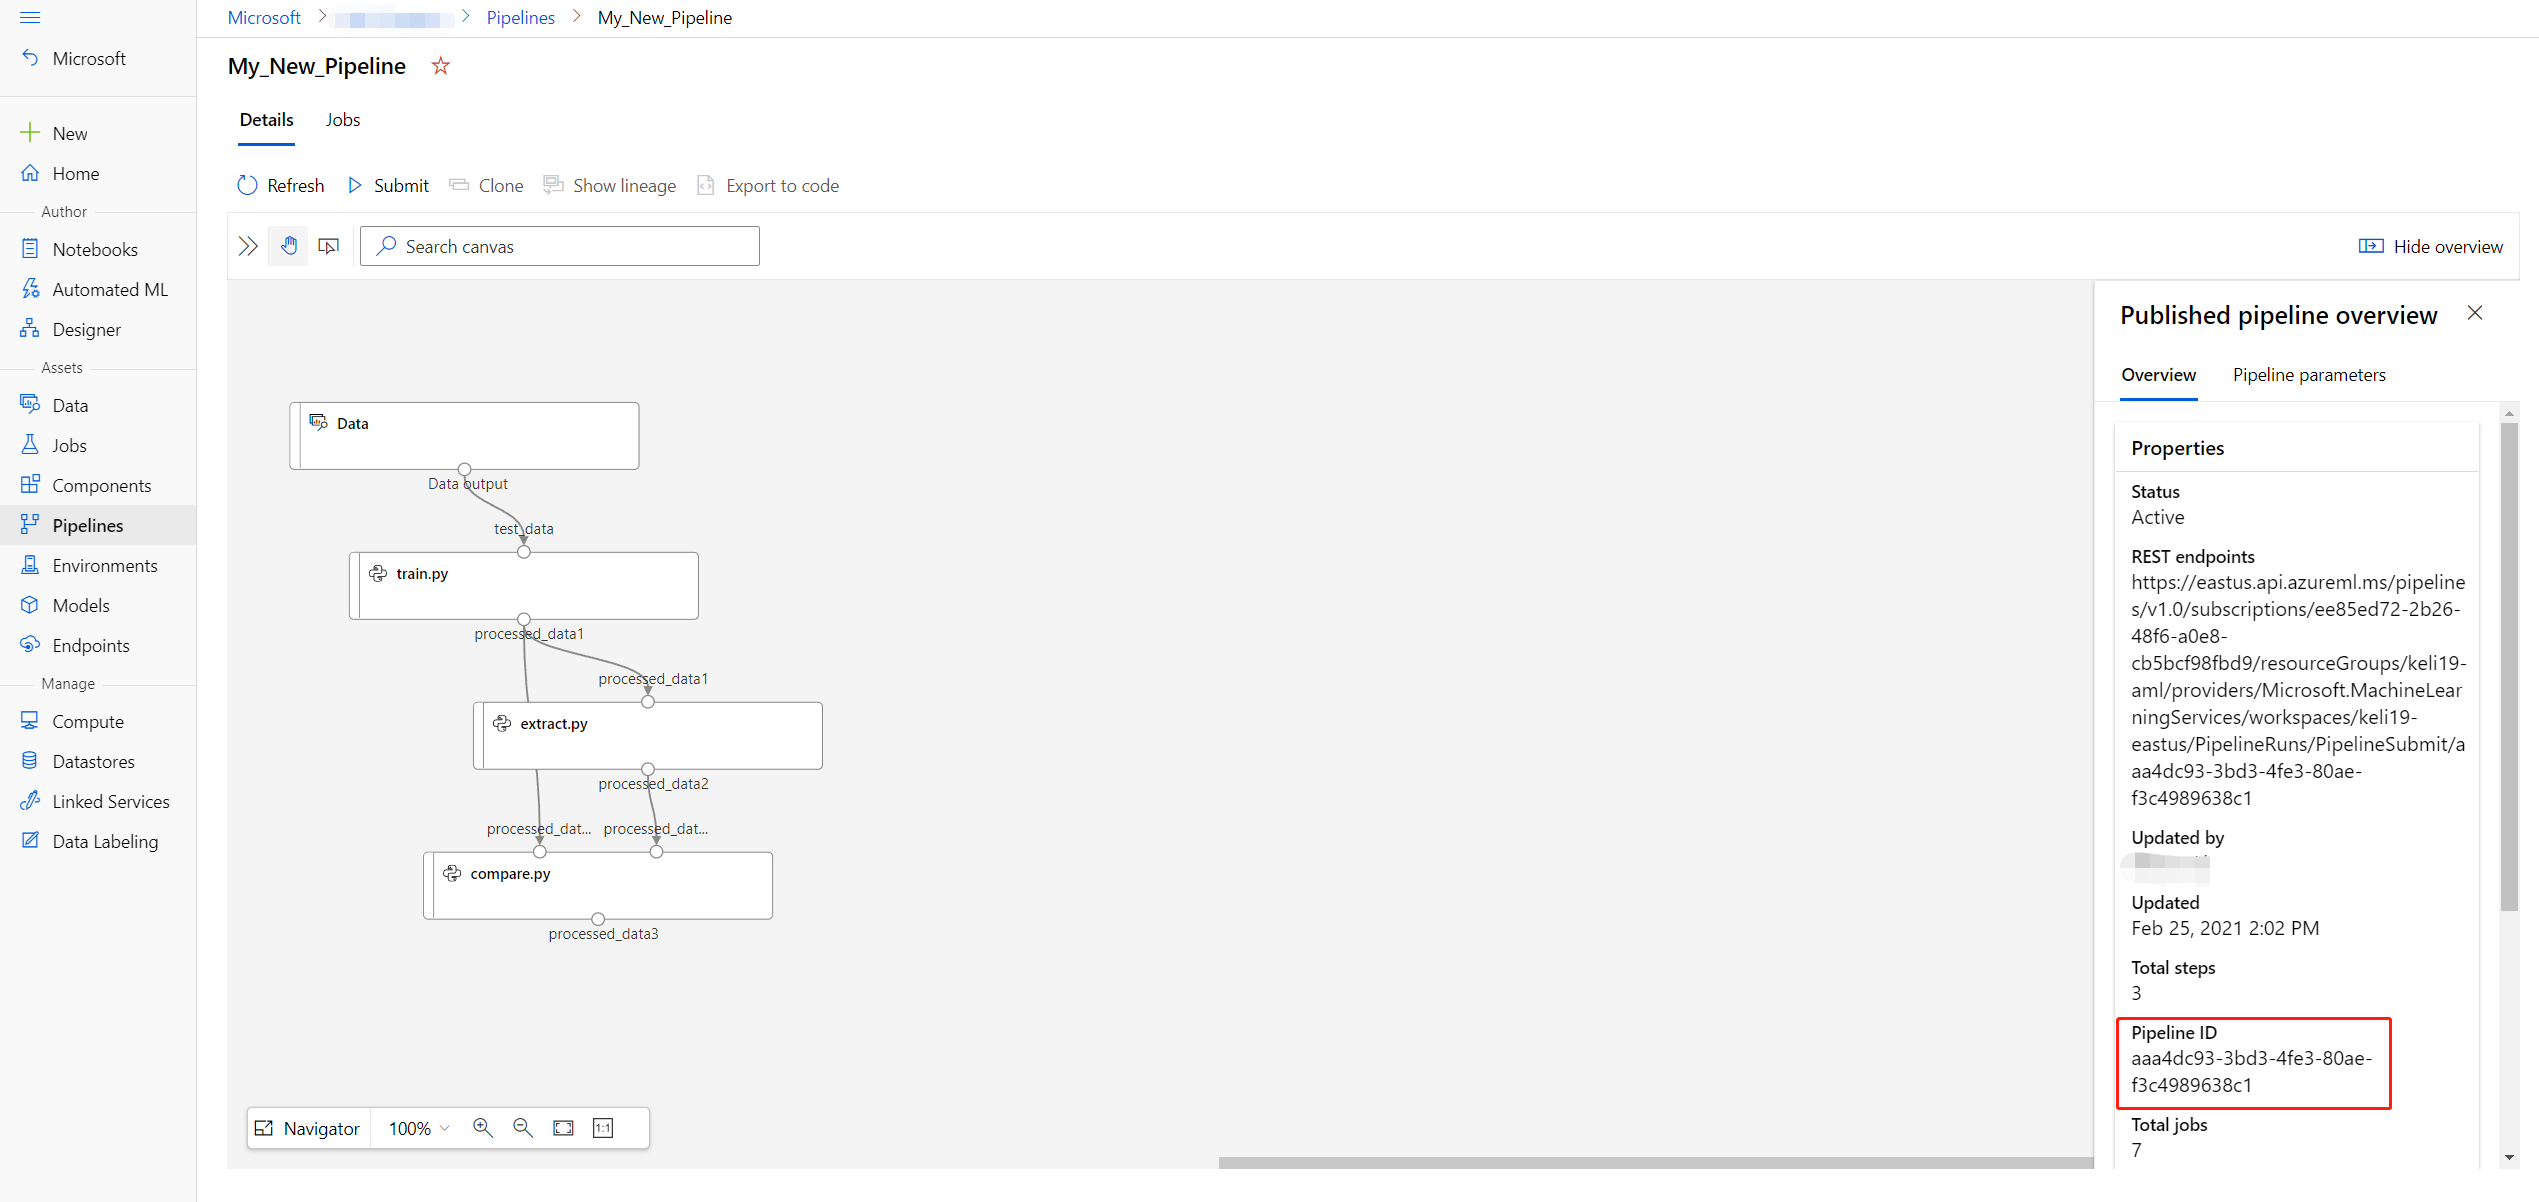 Microsoft
Pipelines
My_New_Pipeline
Microsoft
New
Home
Author
Notebooks
Automated ML
Designer
Assets
Data
Jobs
Components
Pipelines
Environments
Models
Endpoints
Manage
Compute
Datastores
Linked Services
Data Labeling
My_New_Pipeline
Details
Jobs
Refresh
Submit
Clone
Show lineage
Export to code
Search canvas
Hide overview
Data
Data output
test_data
train.py
processed_data1
processed_data1
extract.py
processed_data2
processed_dat...
processed_dat...
compare.py
processed_data3
Navigator
100%
1:1
Published pipeline overview
Overview
Pipeline parameters
Properties
Status
Active
REST endpoints
https://eastus.api.azureml.ms/pipeline
s/v1.0/subscriptions/ee85ed72-2b26-
48f6-a0e8-
cb5bcf98fbd9/resourceGroups/keli19-
aml/providers/Microsoft.MachineLear
ningServices/workspaces/keli19-
eastus/PipelineRuns/PipelineSubmit/a
aa4dc93-3bd3-4fe3-80ae-
f3c4989638c1
Updated by
Updated
Feb 25, 2021 2:02 PM
Total steps
3
Pipeline ID
aaa4dc93-3bd3-4fe3-80ae-
f3c4989638c1
Total jobs
7